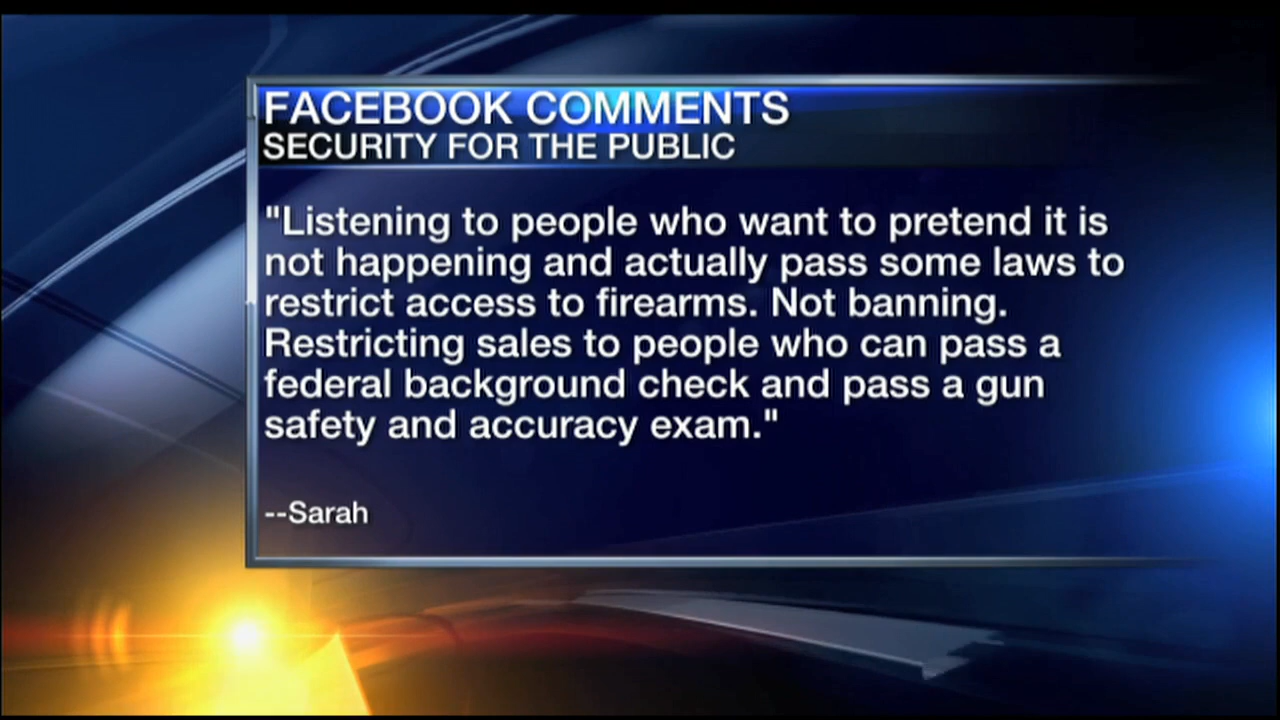 FACEBOOK COMMENTS
SECURITY FOR THE PUBLIC
"Listening to people who want to pretend it is
not happening and actually pass some laws to
restrict access to firearms. Not banning.
Restricting sales to people who can pass a
federal background check and pass a gun
safety and accuracy exam."
--Sarah